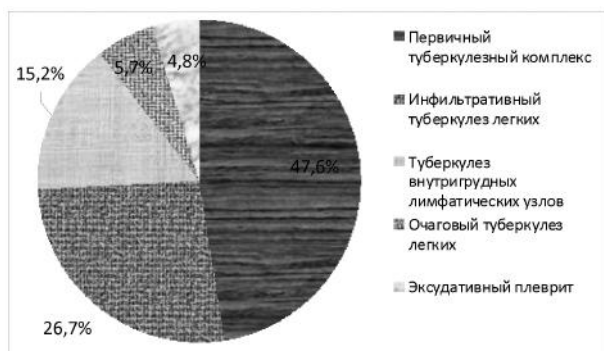 4,8%
5,7%
15,2%
47,6%
26,7%
Первичный
туберкулезный комплекс
Инфильтративный
туберкулез легких
Туберкулез
внутригрудных
лимфатических узлов
Очаговый туберкулез
легких
Эксудативный плеврит